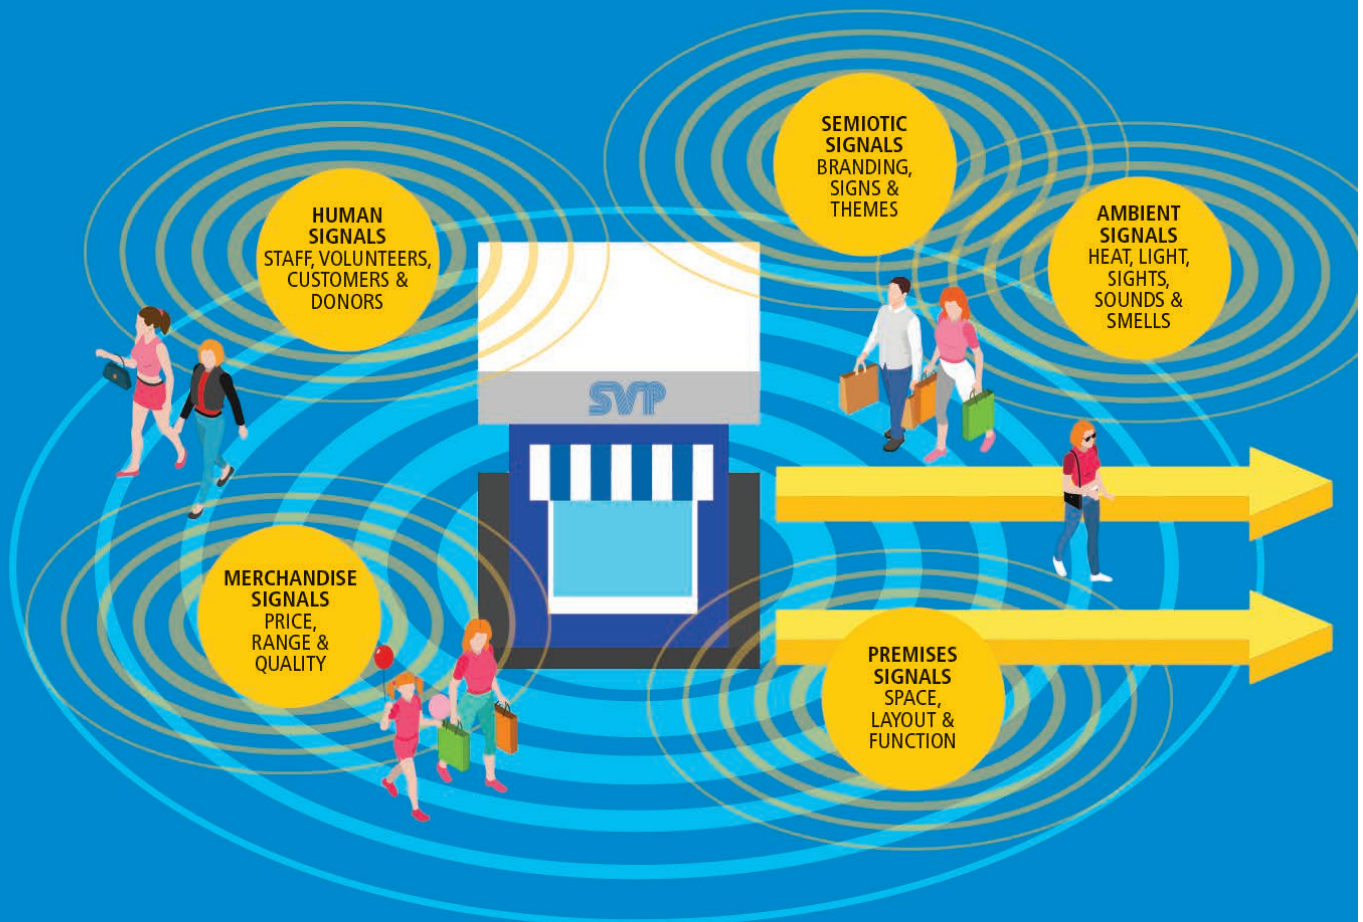 SEMIOTIC
SIGNALS
BRANDING,
SIGNS &
THEMES
HUMAN
SIGNALS
STAFF, VOLUNTEERS,
CUSTOMERS &
DONORS
AMBIENT
SIGNALS
HEAT, LIGHT,
SIGHTS,
SOUNDS &
SMELLS
SVP
MERCHANDISE
SIGNALS
PRICE,
RANGE &
QUALITY
PREMISES
SIGNALS
SPACE,
LAYOUT &
FUNCTION